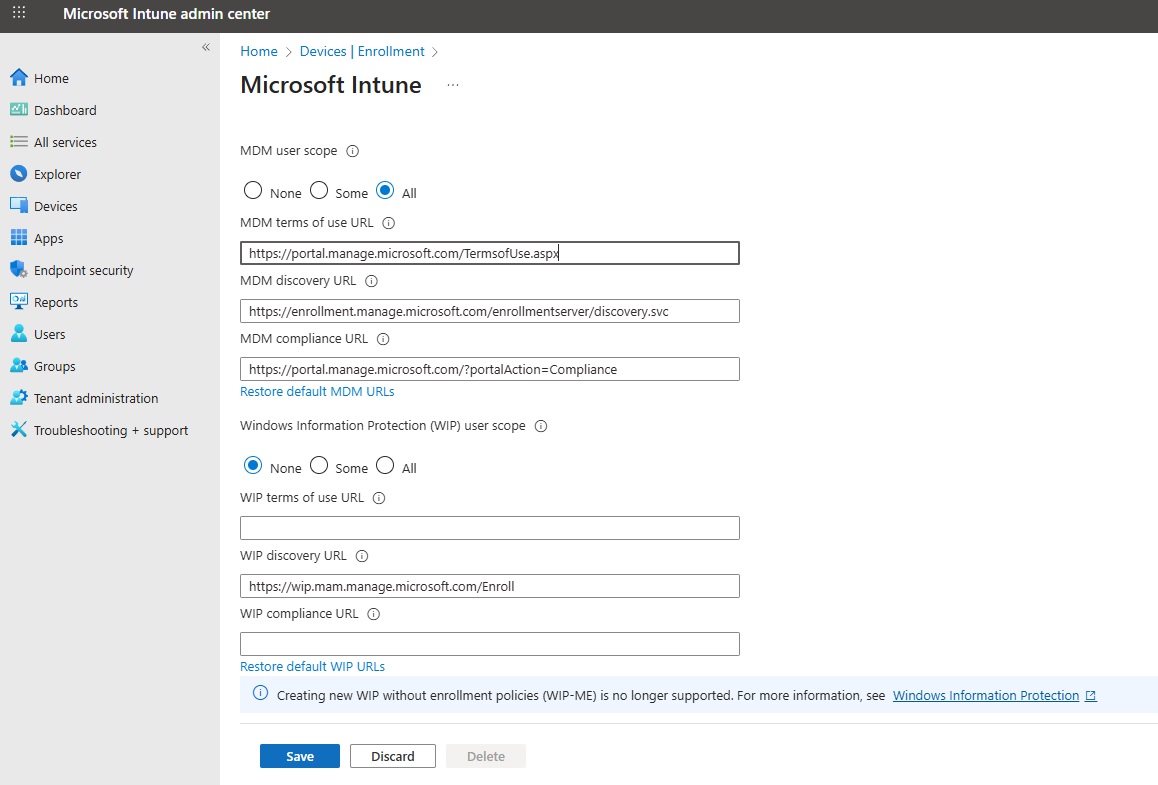 Microsoft Intune admin center
«
Home
Dashboard
All services
Explorer
Devices
Apps
Endpoint security
Reports
Users
Groups
Tenant administration
Troubleshooting + support
Home > Devices | Enrollment >
Microsoft Intune ...
MDM user scope
None Some All
MDM terms of use URL
https://portal.manage.microsoft.com/TermsofUse.aspx
MDM discovery URL
https://enrollment.manage.microsoft.com/enrollmentserver/discovery.svc
MDM compliance URL
https://portal.manage.microsoft.com/?portalAction=Compliance
Restore default MDM URLs
Windows Information Protection (WIP) user scope
None Some All
WIP terms of use URL
WIP discovery URL
https://wip.mam.manage.microsoft.com/Enroll
WIP compliance URL
Restore default WIP URLs
Creating new WIP without enrollment policies (WIP-ME) is no longer supported. For more information, see Windows Information Protection
Save Discard Delete